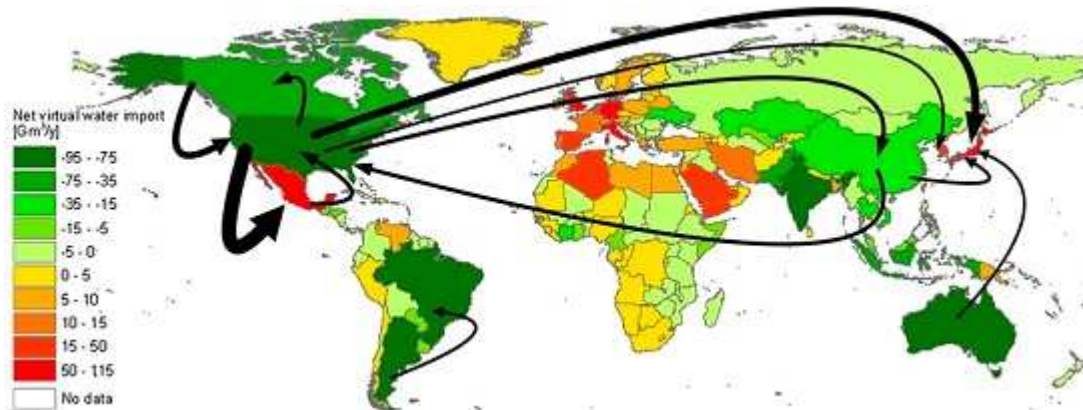 Net virtual water import
[Gm³/y]
-95 - -75
-75 - -35
-35 - -15
-15 - -5
-5 - 0
0 - 5
5 - 10
10 - 15
15 - 50
50 - 115
No data